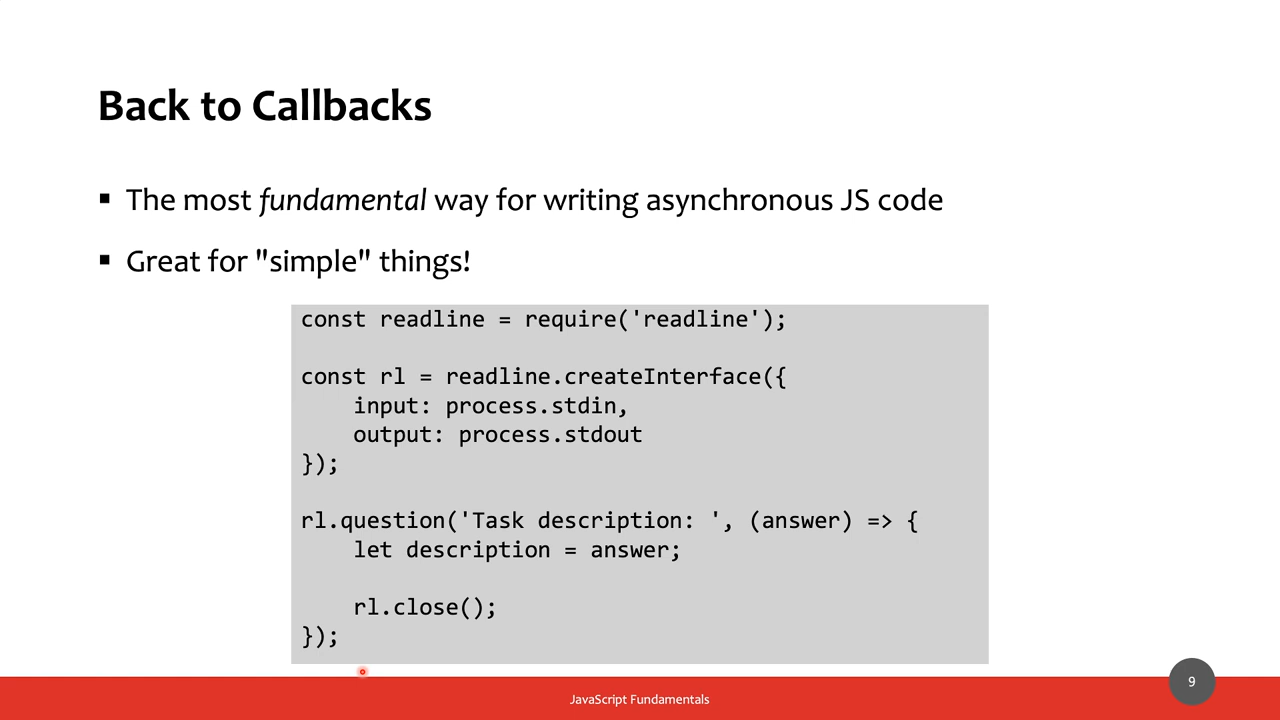 Back to Callbacks
▪ The most fundamental way for writing asynchronous JS code
▪ Great for "simple" things!
const readline = require('readline');
const rl = readline.createInterface({
    input: process.stdin,
    output: process.stdout
});
rl.question('Task description: ', (answer) => {
    let description = answer;
    rl.close();
});
JavaScript Fundamentals
9